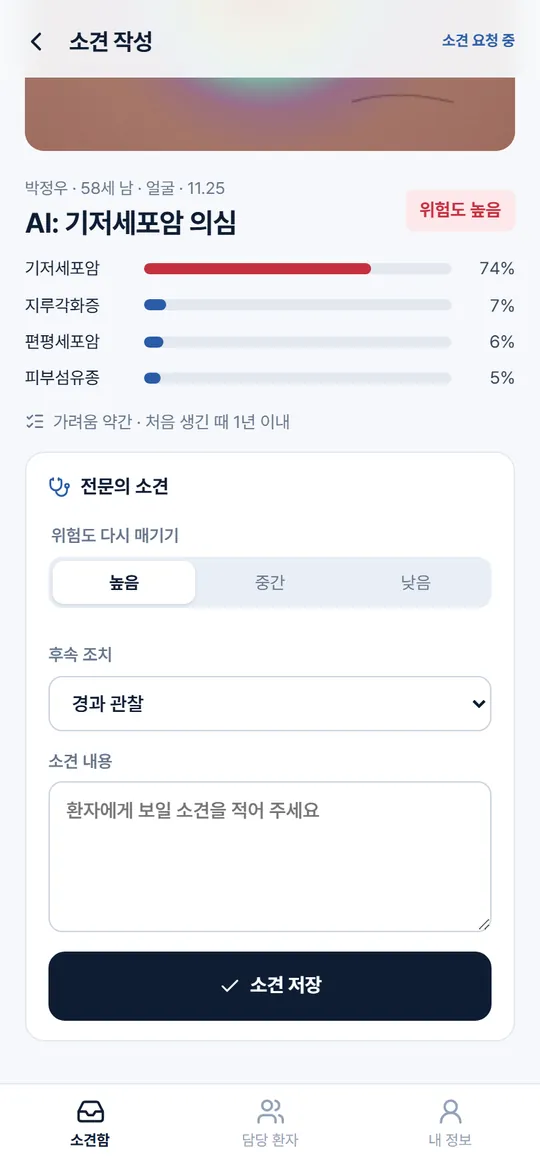 소견 작성
소견 요청 중
박정우 · 58세 남 · 얼굴 · 11.25
AI: 기저세포암 의심
위험도 높음
기저세포암 74%
지루각화증 7%
편평세포암 6%
피부섬유종 5%
가려움 약간 · 처음 생긴 때 1년 이내
전문의 소견
위험도 다시 매기기
높음 중간 낮음
후속 조치
경과 관찰
소견 내용
환자에게 보일 소견을 적어 주세요
소견 저장
소견함 담당 환자 내 정보